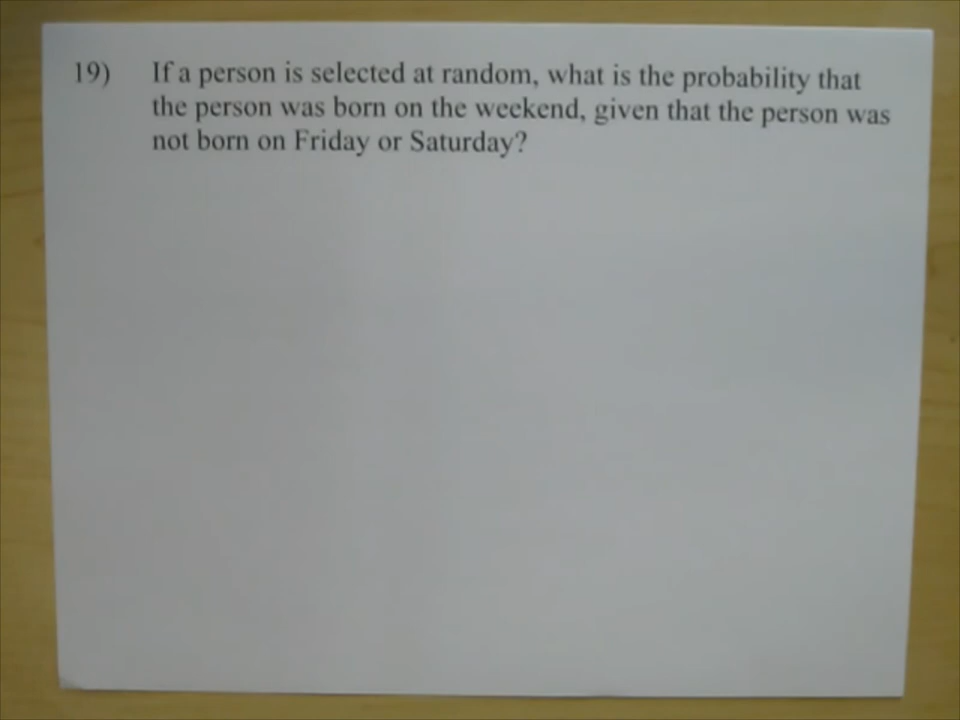 19) If a person is selected at random, what is the probability that
the person was born on the weekend, given that the person was
not born on Friday or Saturday?